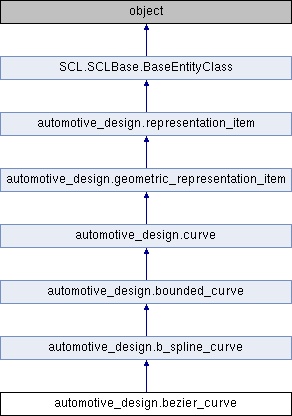 object
SCL.SCLBase.BaseEntityClass
automotive_design.representation_item
automotive_design.geometric_representation_item
automotive_design.curve
automotive_design.bounded_curve
automotive_design.b_spline_curve
automotive_design.bezier_curve